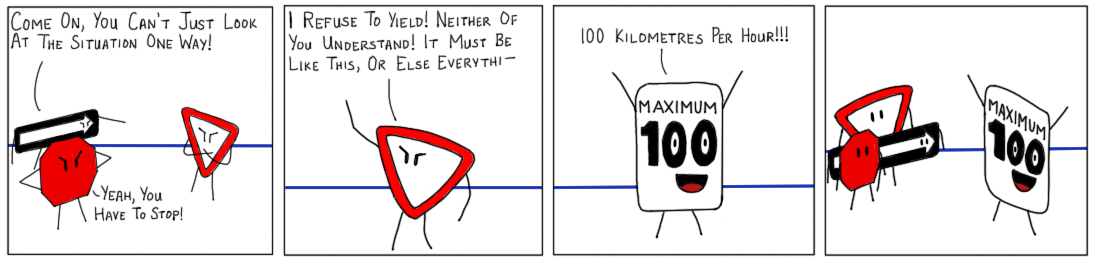 Come On, You Can't Just Look
At The Situation One Way!
Yeah, You
Have To Stop!
I Refuse To Yield! Neither Of
You Understand! It Must Be
Like This, Or Else Everythi—
100 Kilometres Per Hour!!!
MAXIMUM
100
MAXIMUM
100